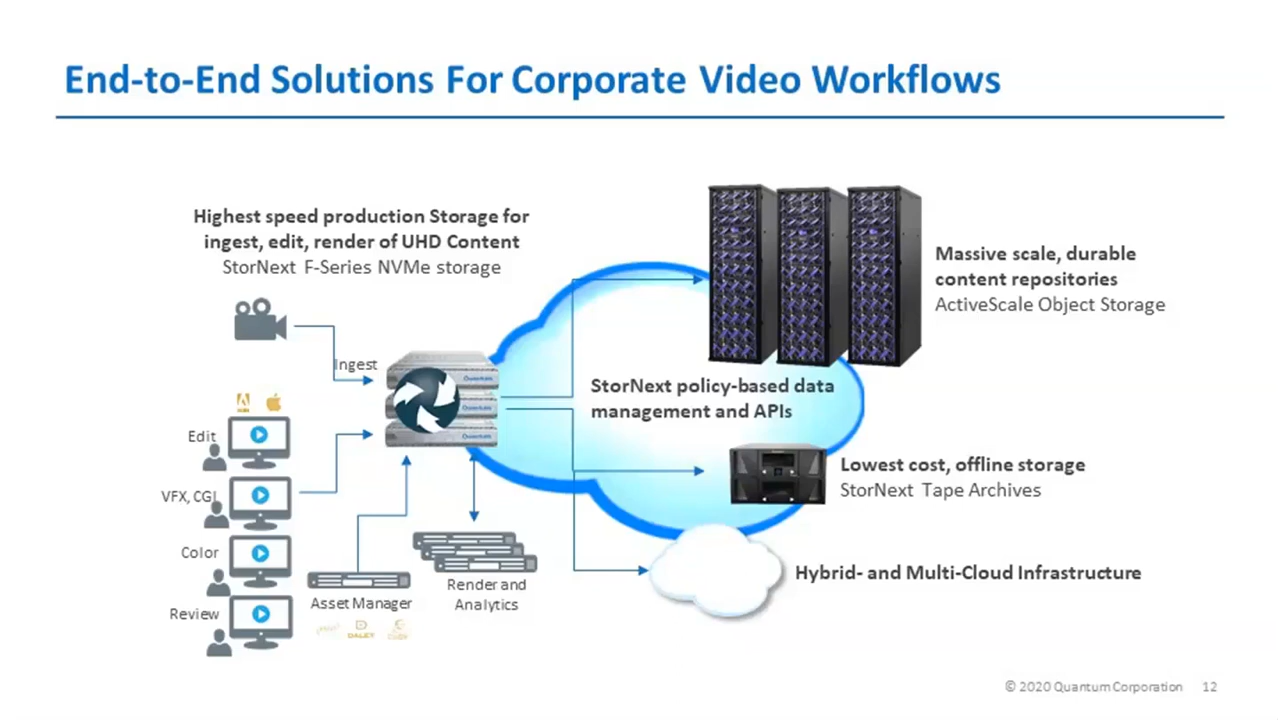 End-to-End Solutions For Corporate Video Workflows
Highest speed production Storage for
ingest, edit, render of UHD Content
StorNext F-Series NVMe storage
Massive scale, durable
content repositories
ActiveScale Object Storage
Ingest
Quantum
Quantum
Quantum
StorNext policy-based data
management and APIs
Edit
Lowest cost, offline storage
StorNext Tape Archives
VFX, CGI
Color
Hybrid- and Multi-Cloud Infrastructure
Render and
Analytics
Asset Manager
Review
DALET
© 2020 Quantum Corporation 12